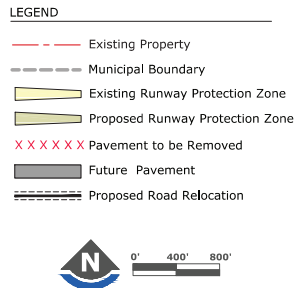 LEGEND
Existing Property
Municipal Boundary
Existing Runway Protection Zone
Proposed Runway Protection Zone
X X X X X X Pavement to be Removed
Future Pavement
Proposed Road Relocation
N
0' 400' 800'